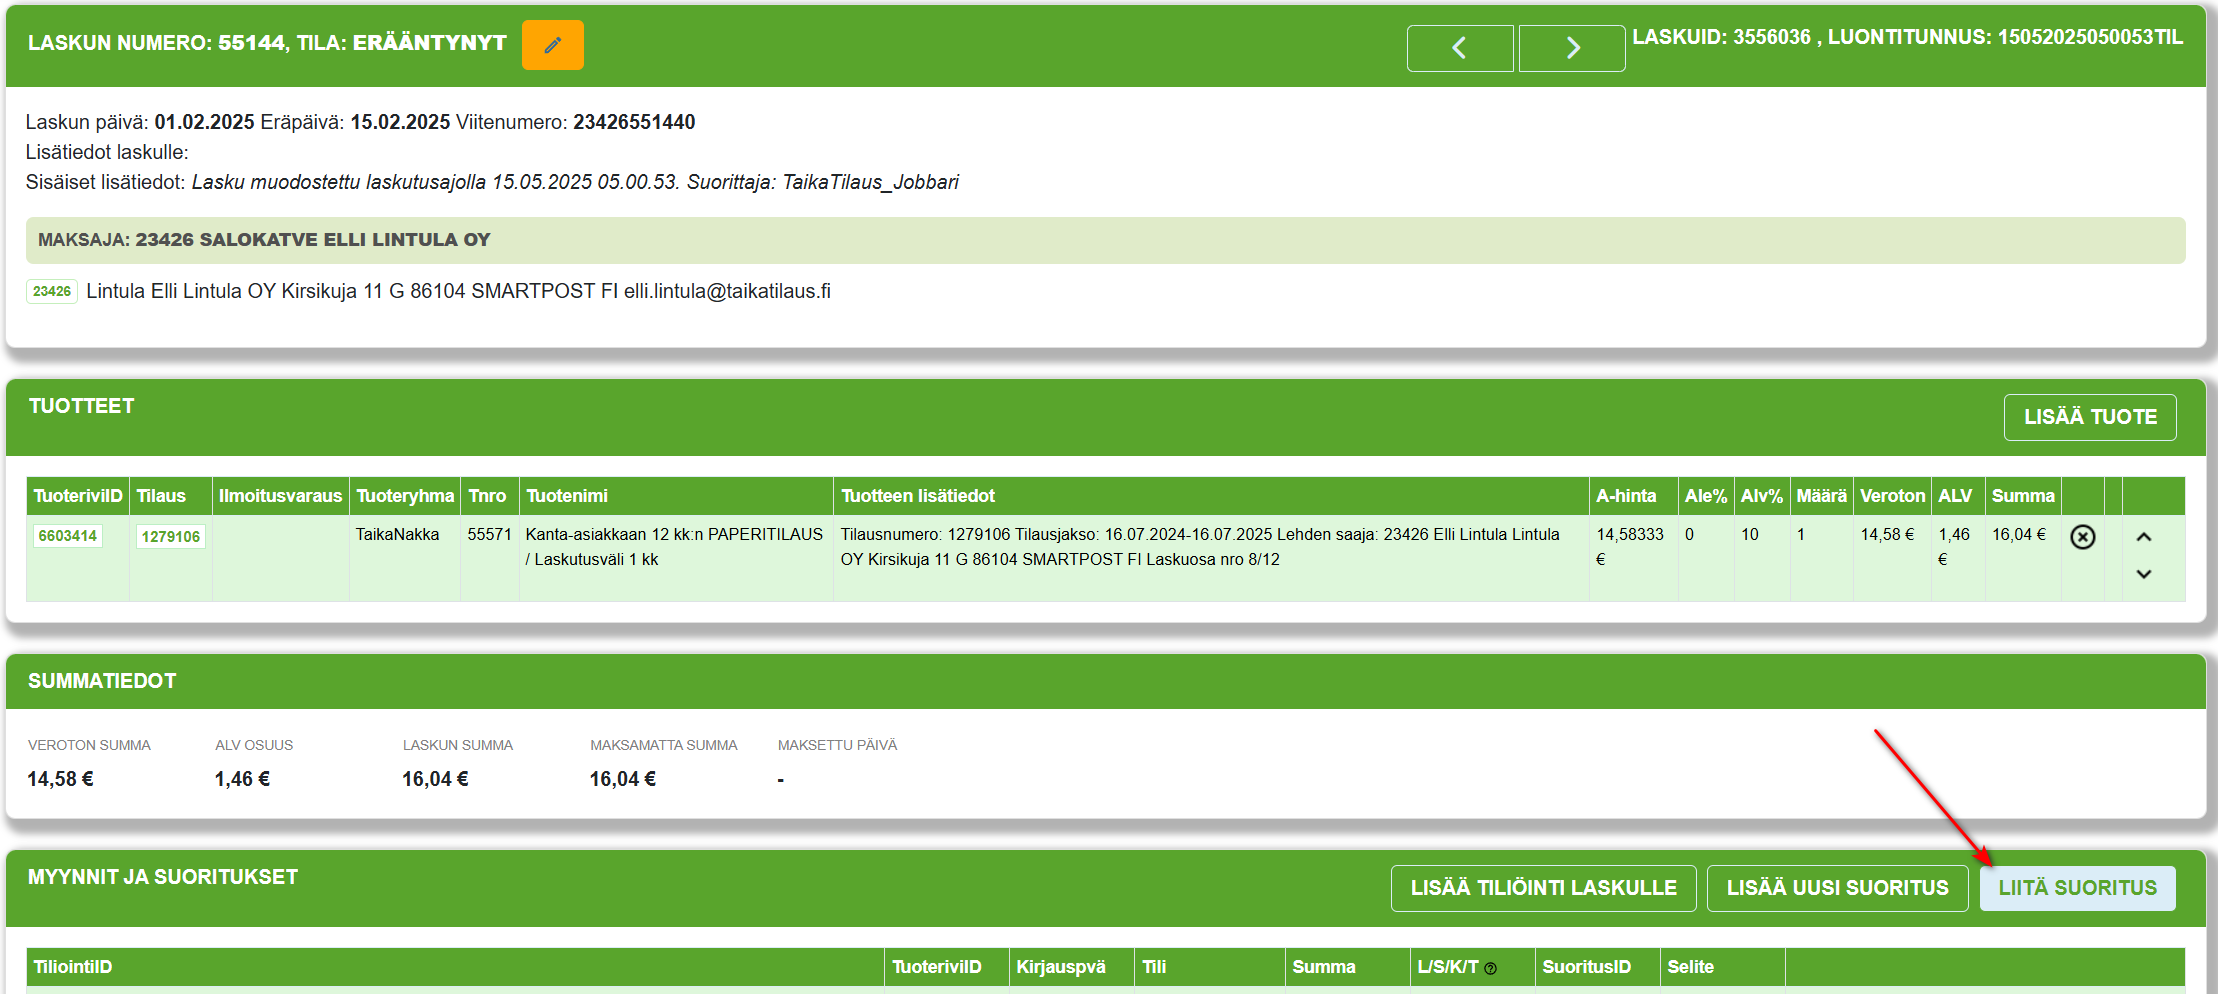 LASKUN NUMERO: 55144, TILA: ERÄÄNTYNYT
LASKUID: 3556036 , LUONTITUNNUS: 15052025050053TIL
Laskun päivä: 01.02.2025 Eräpäivä: 15.02.2025 Viitenumero: 23426551440
Lisätiedot laskulle:
Sisäiset lisätiedot: Lasku muodostettu laskutusajolla 15.05.2025 05.00.53. Suorittaja: TaikaTilaus_Jobbari
MAKSAJA: 23426 SALOKATVE ELLI LINTULA OY
23426 Lintula Elli Lintula OY Kirsikuja 11 G 86104 SMARTPOST FI elli.lintula@taikatilaus.fi
TUOTTEET
LISÄÄ TUOTE
TuoteriviID Tilaus Ilmoitusvaraus Tuoteryhma Tnro Tuotenimi Tuotteen lisätiedot A-hinta Ale% Alv% Määrä Veroton ALV Summa
6603414 1279106 TaikaNakka 55571 Kanta-asiakkaan 12 kk:n PAPERITILAUS Tilausnumero: 1279106 Tilausjakso: 16.07.2024-16.07.2025 Lehden saaja: 23426 Elli Lintula Lintula 14,58333 0 10 1 14,58 € 1,46 16,04 €
/ Laskutusväli 1 kk OY Kirsikuja 11 G 86104 SMARTPOST FI Laskuosa nro 8/12 € €
SUMMATIEDOT
VEROTON SUMMA ALV OSUUS LASKUN SUMMA MAKSAMATTA SUMMA MAKSETTU PÄIVÄ
14,58 € 1,46 € 16,04 € 16,04 € -
MYYNNIT JA SUORITUKSET
LISÄÄ TILIÖINTI LASKULLE LISÄÄ UUSI SUORITUS LIITÄ SUORITUS
TiliointiID TuoteriviID Kirjauspvä Tili Summa L/S/K/T ? SuoritusID Selite